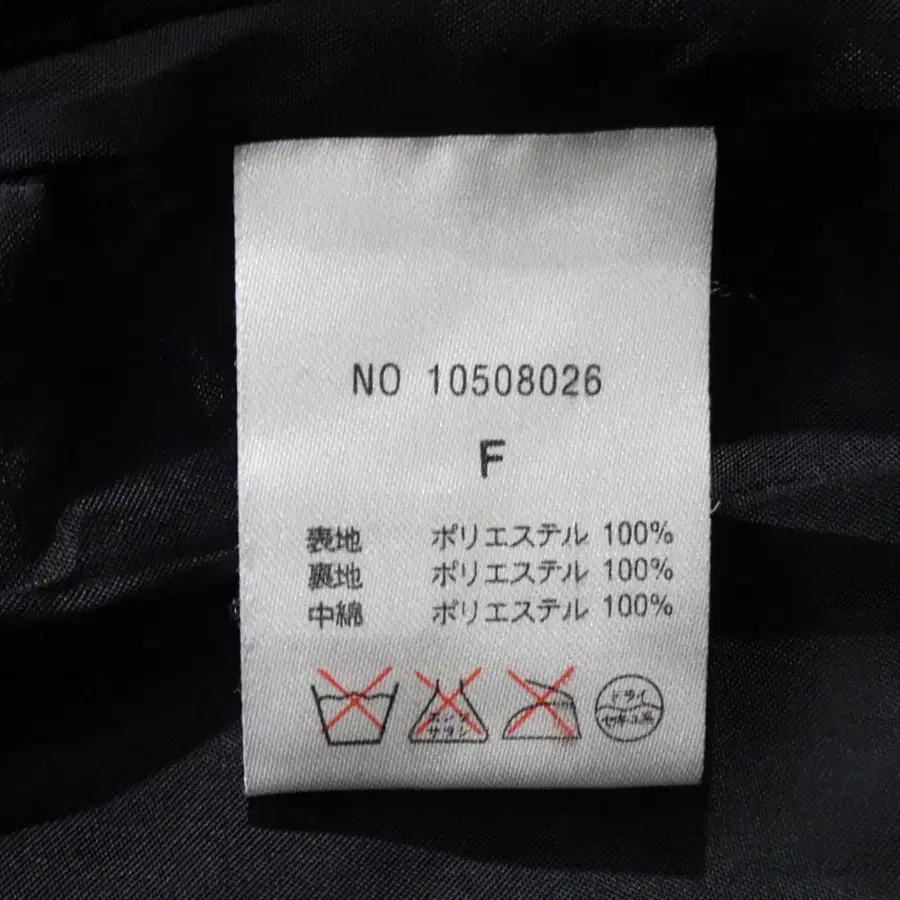 NO 10508026
F
表地 ポリエステル 100%
裏地 ポリエステル 100%
中綿 ポリエステル 100%
エンソ サラシ
ドライ セキユ系